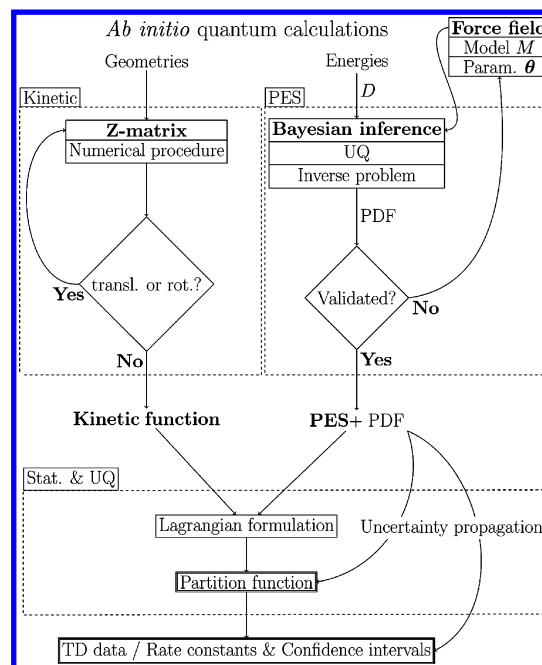 Ab initio quantum calculations
Force field
Model M
Param. θ
Geometries
Energies
D
Kinetic
PES
Z-matrix
Numerical procedure
Bayesian inference
UQ
Inverse problem
PDF
transl. or rot.?
Validated?
Yes
No
No
Yes
Kinetic function
PES+ PDF
Stat. & UQ
Lagrangian formulation
Uncertainty propagation
Partition function
TD data / Rate constants & Confidence intervals